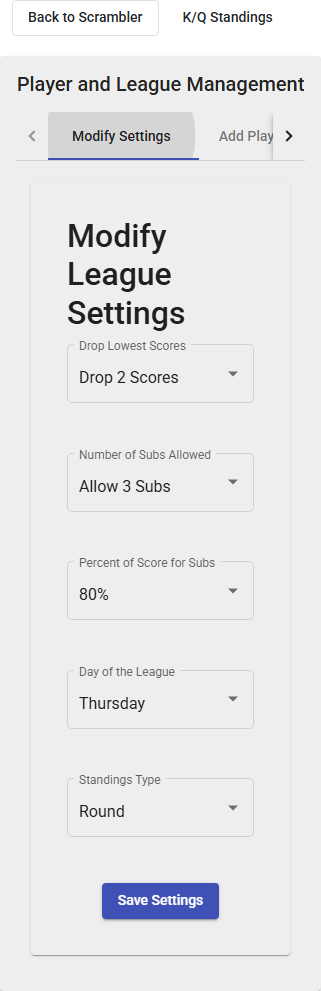 Back to Scrambler
K/Q Standings
Player and League Management
Modify Settings
Add Play
Modify
League
Settings
Drop Lowest Scores
Drop 2 Scores
Number of Subs Allowed
Allow 3 Subs
Percent of Score for Subs
80%
Day of the League
Thursday
Standings Type
Round
Save Settings